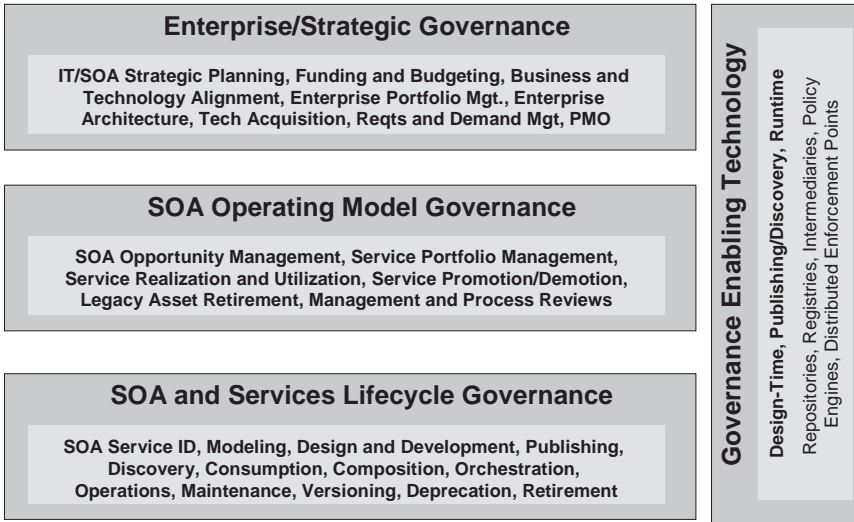 Enterprise/Strategic Governance
IT/SOA Strategic Planning, Funding and Budgeting, Business and
Technology Alignment, Enterprise Portfolio Mgt., Enterprise
Architecture, Tech Acquisition, Reqts and Demand Mgt, PMO
SOA Operating Model Governance
SOA Opportunity Management, Service Portfolio Management,
Service Realization and Utilization, Service Promotion/Demotion,
Legacy Asset Retirement, Management and Process Reviews
SOA and Services Lifecycle Governance
SOA Service ID, Modeling, Design and Development, Publishing,
Discovery, Consumption, Composition, Orchestration,
Operations, Maintenance, Versioning, Deprecation, Retirement
Governance Enabling Technology
Design-Time, Publishing/Discovery, Runtime
Repositories, Registries, Intermediaries, Policy
Engines, Distributed Enforcement Points